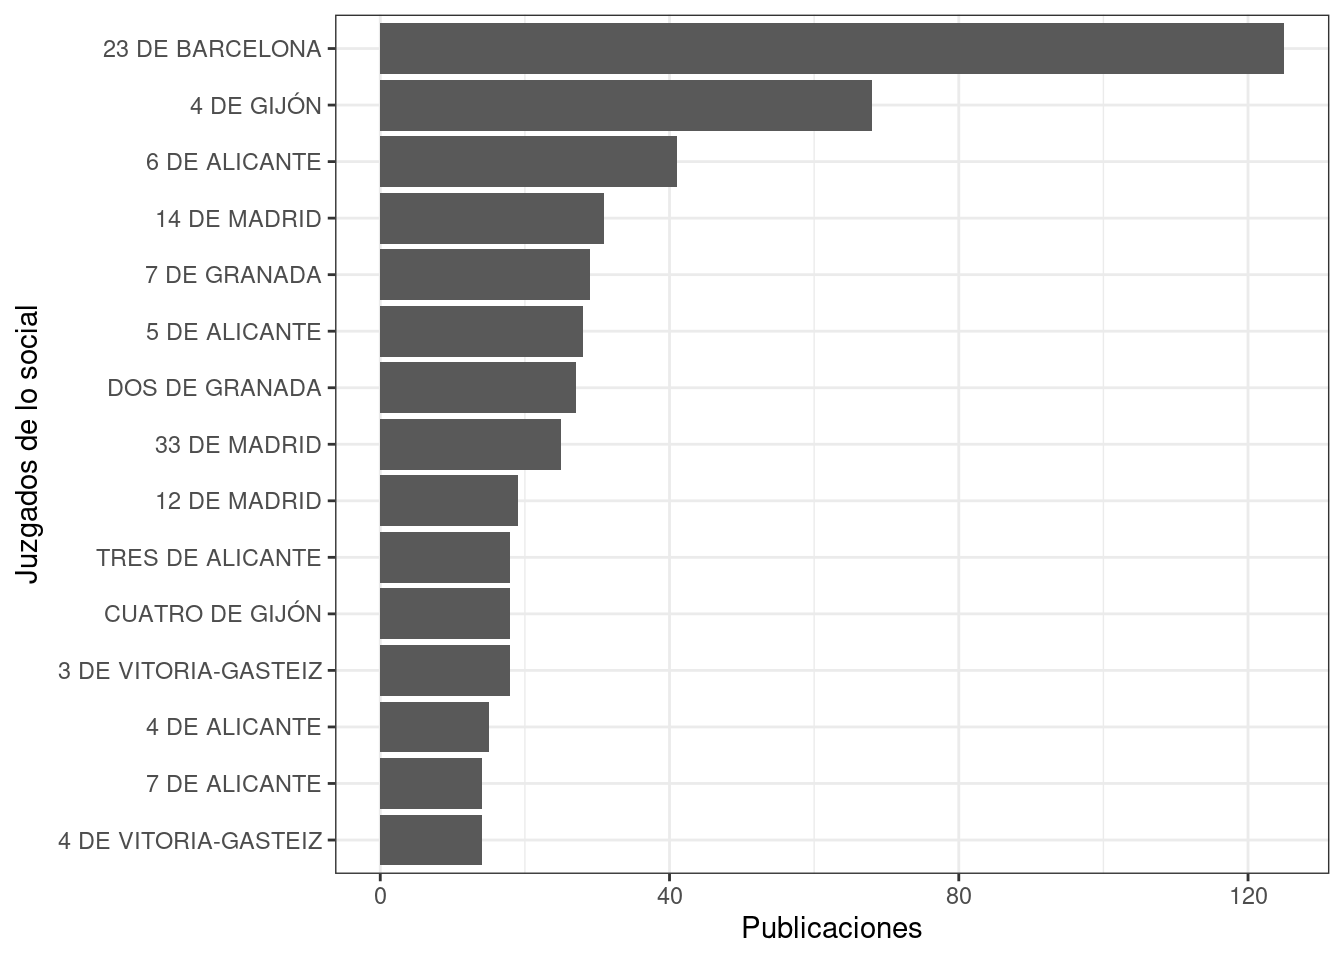 23 DE BARCELONA
4 DE GIJÓN
6 DE ALICANTE
14 DE MADRID
7 DE GRANADA
5 DE ALICANTE
DOS DE GRANADA
33 DE MADRID
12 DE MADRID
TRES DE ALICANTE
CUATRO DE GIJÓN
3 DE VITORIA-GASTEIZ
4 DE ALICANTE
7 DE ALICANTE
4 DE VITORIA-GASTEIZ
Juzgados de lo social
0 40 80 120
Publicaciones